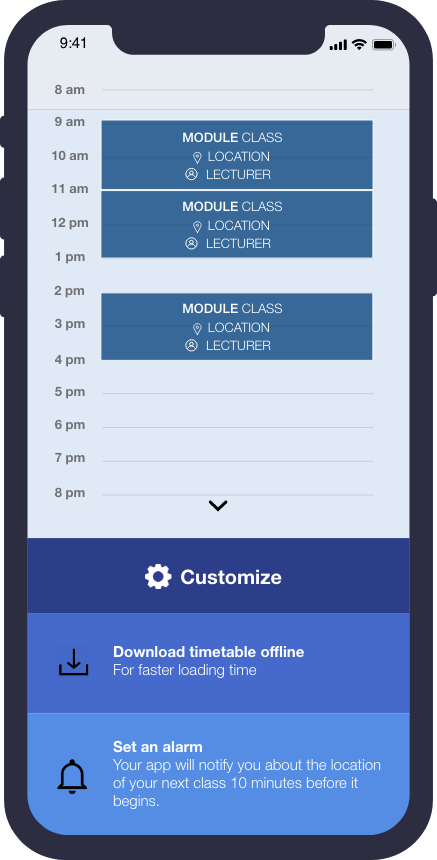 9:41
8 am
9 am
MODULE CLASS
10 am
LOCATION
LECTURER
11 am
MODULE CLASS
12 pm
LOCATION
LECTURER
1 pm
2 pm
MODULE CLASS
3 pm
LOCATION
LECTURER
4 pm
5 pm
6 pm
7 pm
8 pm
Customize
Download timetable offline
For faster loading time
Set an alarm
Your app will notify you about the location
of your next class 10 minutes before it
begins.